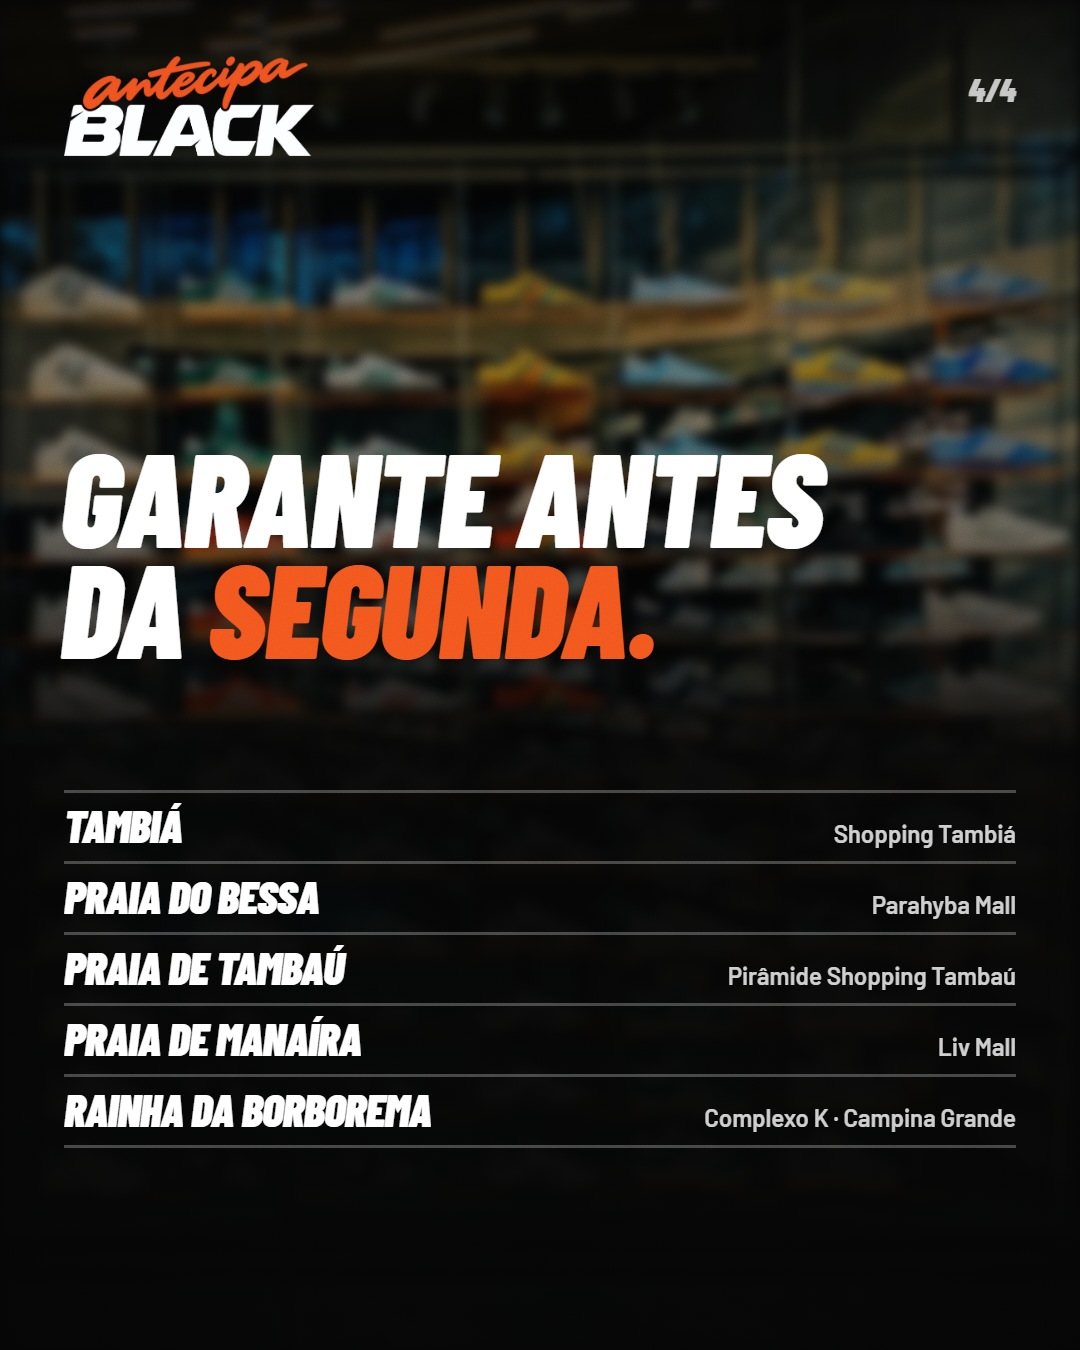 antecipa
BLACK
4/4
GARANTE ANTES
DA SEGUNDA.
TAMBIÁ
Shopping Tambiá
PRAIA DO BESSA
Parahyba Mall
PRAIA DE TAMBAÚ
Pirâmide Shopping Tambaú
PRAIA DE MANAÍRA
Liv Mall
RAINHA DA BORBOREMA
Complexo K · Campina Grande